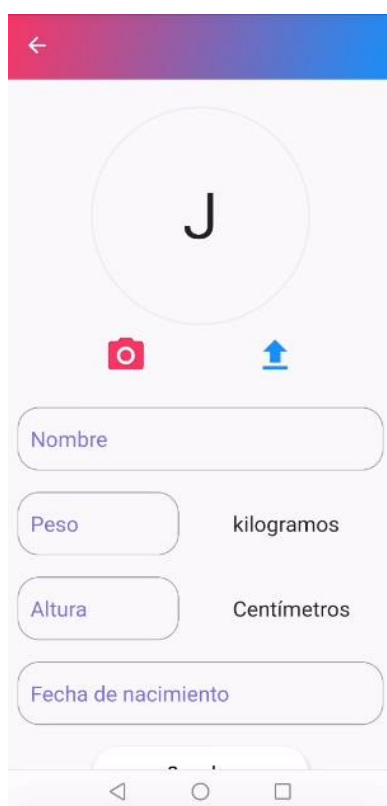 J
Nombre
Peso
kilogramos
Altura
Centímetros
Fecha de nacimiento